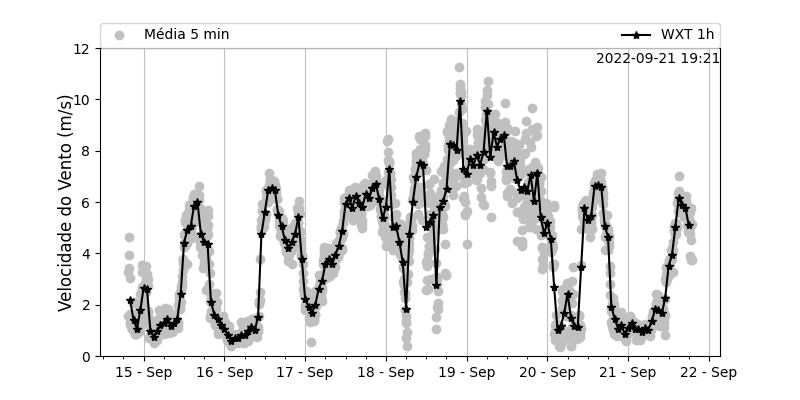 Média 5 min
WXT 1h
2022-09-21 19:21
Velocidade do Vento (m/s)
12
10
8
6
4
2
0
15 - Sep
16 - Sep
17 - Sep
18 - Sep
19 - Sep
20 - Sep
21 - Sep
22 - Sep